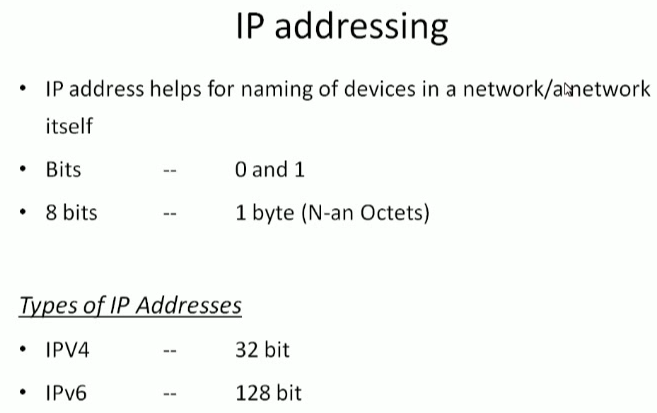 IP addressing
• IP address helps for naming of devices in a network/a network
itself
• Bits -- 0 and 1
• 8 bits -- 1 byte (N-an Octets)
Types of IP Addresses
• IPV4 -- 32 bit
• IPv6 -- 128 bit